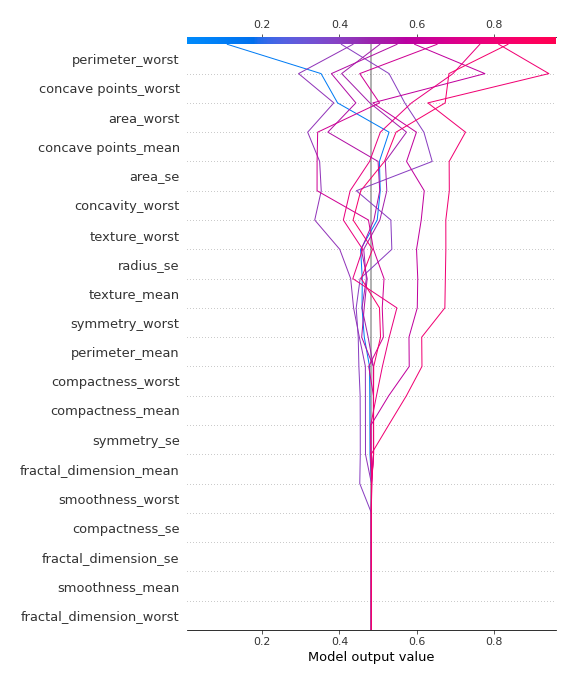 0.2 0.4 0.6 0.8
perimeter_worst
concave points_worst
area_worst
concave points_mean
area_se
concavity_worst
texture_worst
radius_se
texture_mean
symmetry_worst
perimeter_mean
compactness_worst
compactness_mean
symmetry_se
fractal_dimension_mean
smoothness_worst
compactness_se
fractal_dimension_se
smoothness_mean
fractal_dimension_worst
0.2 0.4 0.6 0.8
Model output value